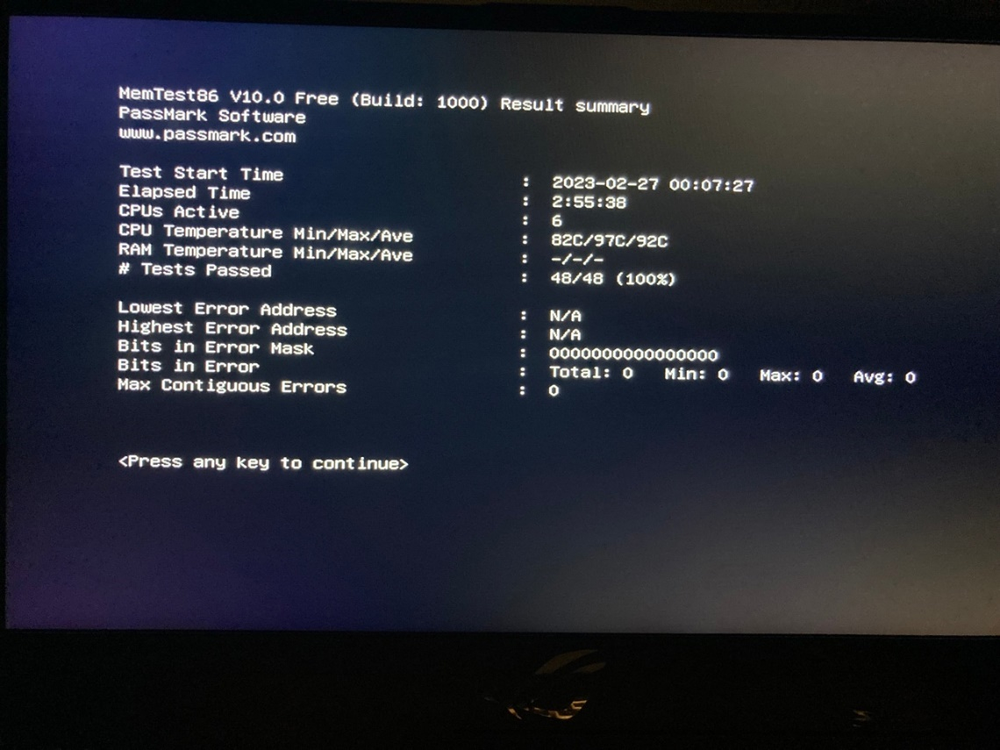 MemTest86 V10.0 Free (Build: 1000) Result summary
PassMark Software
www.passmark.com
Test Start Time : 2023-02-27 00:07:27
Elapsed Time : 2:55:38
CPUs Active : 6
CPU Temperature Min/Max/Ave : 82C/97C/92C
RAM Temperature Min/Max/Ave : -/-/-
# Tests Passed : 48/48 (100%)
Lowest Error Address : N/A
Highest Error Address : N/A
Bits in Error Mask : 0000000000000000
Bits in Error : Total: 0 Min: 0 Max: 0 Avg: 0
Max Contiguous Errors : 0
<Press any key to continue>